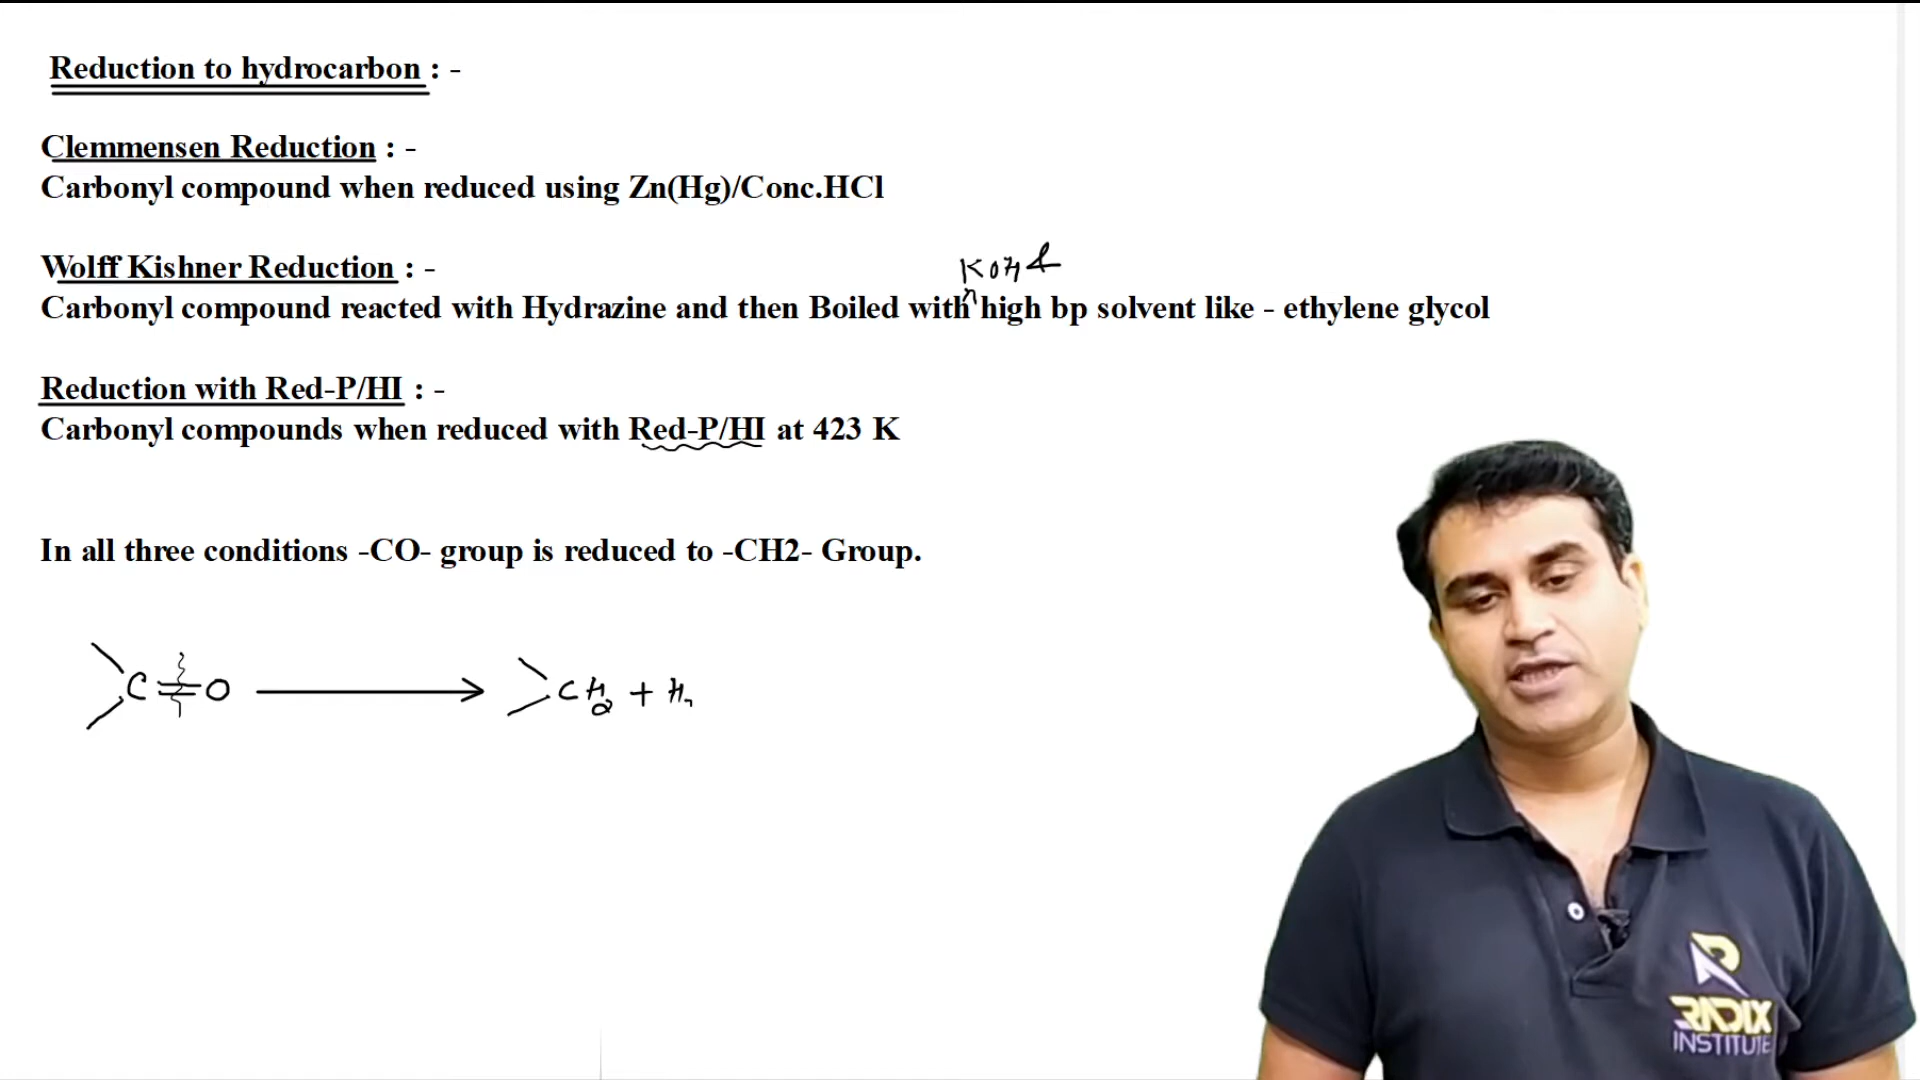 Reduction to hydrocarbon : -
Clemmensen Reduction : -
Carbonyl compound when reduced using Zn(Hg)/Conc.HCl
Wolff Kishner Reduction : -
KOH &
Carbonyl compound reacted with Hydrazine and then Boiled with high bp solvent like - ethylene glycol
Reduction with Red-P/HI : -
Carbonyl compounds when reduced with Red-P/HI at 423 K
In all three conditions -CO- group is reduced to -CH2- Group.
C=O → CH2 + H
RADIX
INSTITUTE